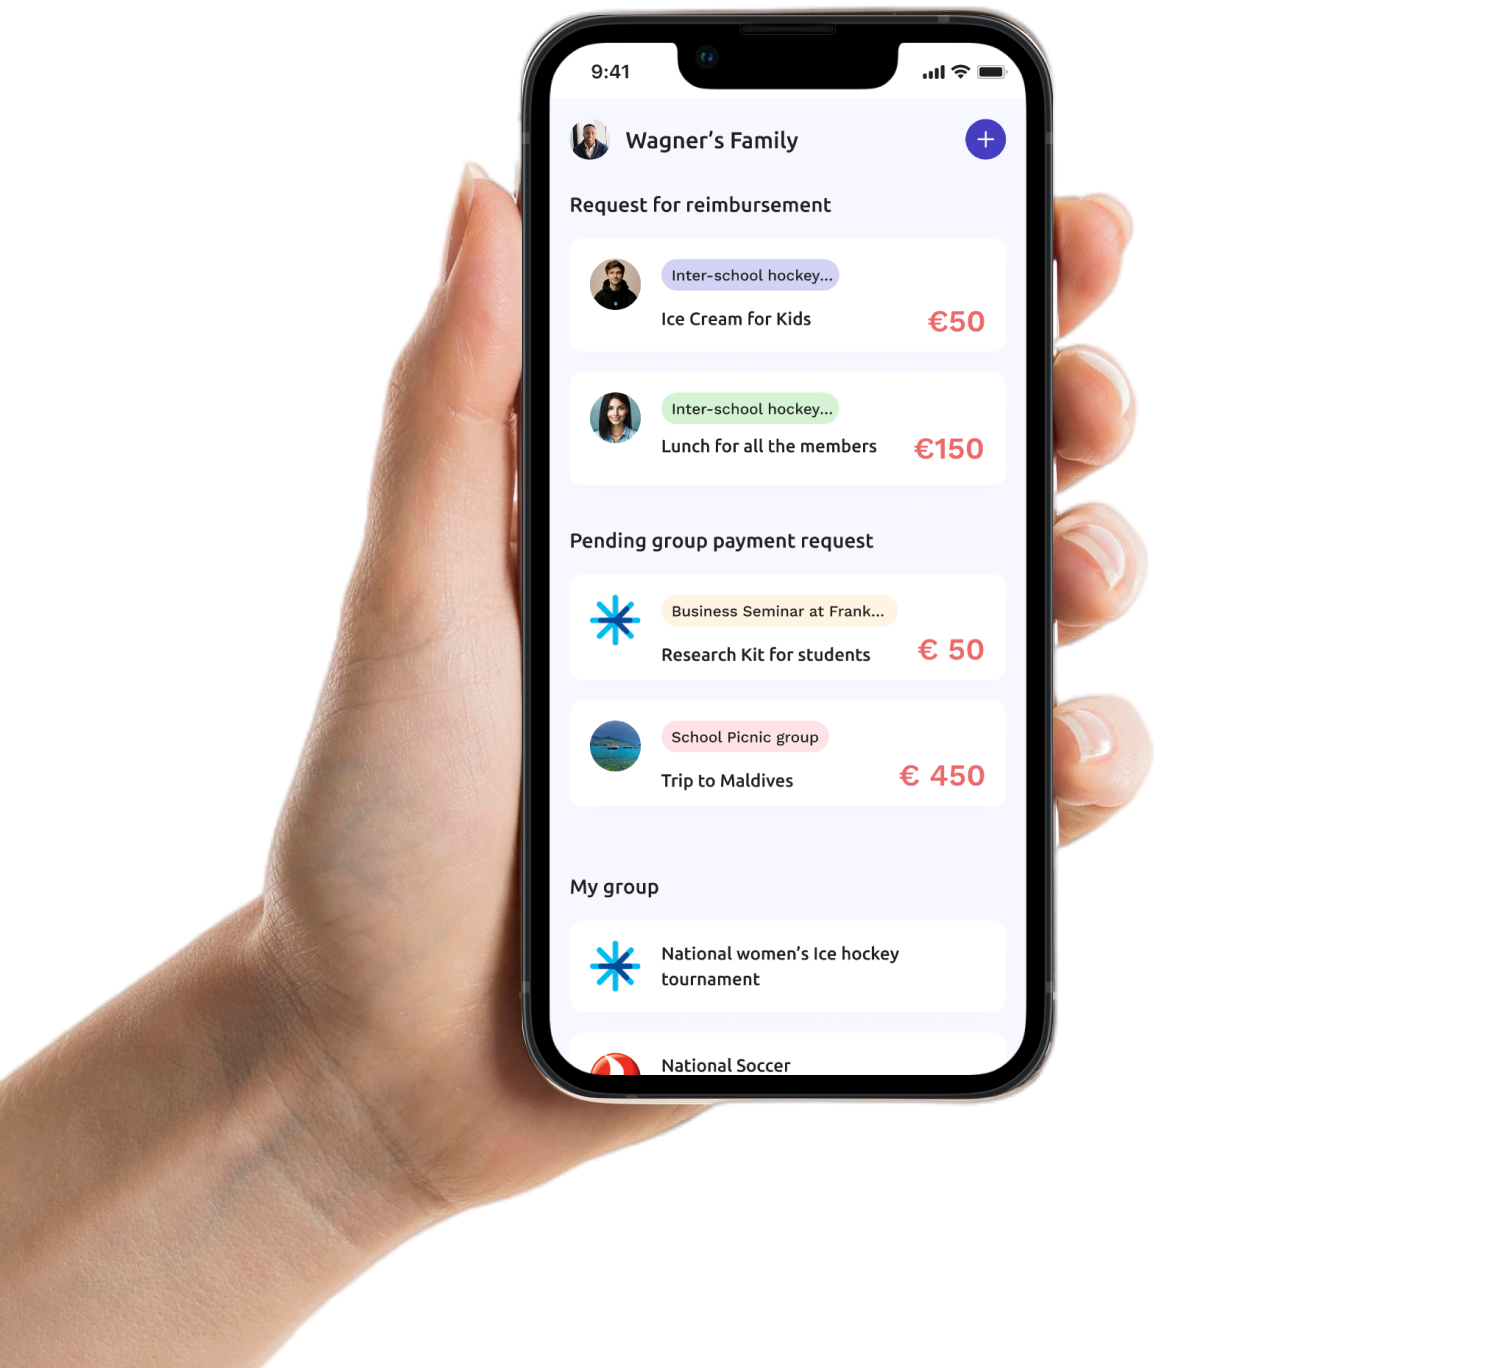 9:41
Wagner’s Family
Request for reimbursement
Inter-school hockey...
Ice Cream for Kids
€50
Inter-school hockey...
Lunch for all the members
€150
Pending group payment request
Business Seminar at Frank...
Research Kit for students
€ 50
School Picnic group
Trip to Maldives
€ 450
My group
National women’s Ice hockey
tournament
National Soccer